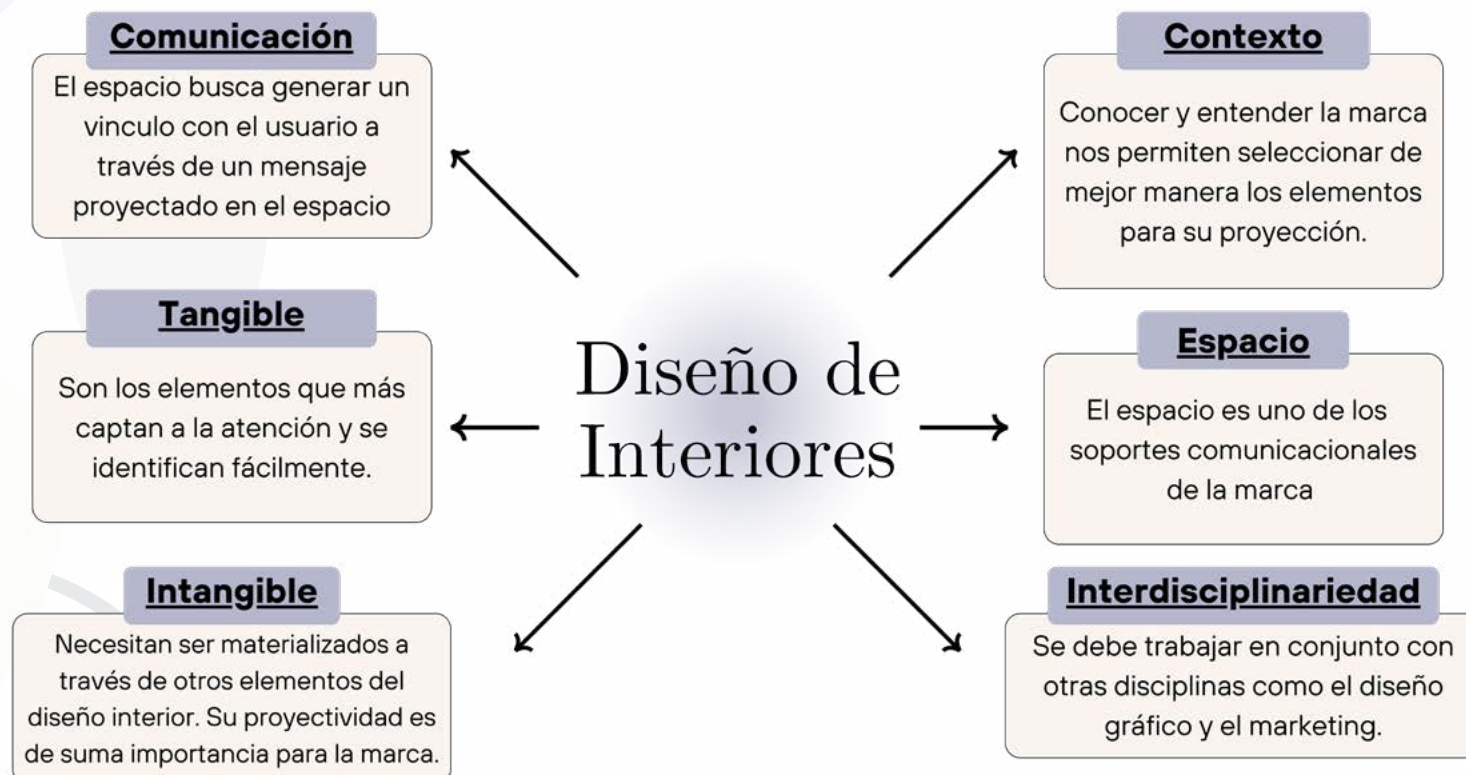 Comunicación
El espacio busca generar un
vinculo con el usuario a
través de un mensaje
proyectado en el espacio
Tangible
Son los elementos que más
captan a la atención y se
identifican fácilmente.
Intangible
Necesitan ser materializados a
través de otros elementos del
diseño interior. Su proyectividad es
de suma importancia para la marca.
Diseño de
Interiores
Contexto
Conocer y entender la marca
nos permiten seleccionar de
mejor manera los elementos
para su proyección.
Espacio
El espacio es uno de los
soportes comunicacionales
de la marca
Interdisciplinariedad
Se debe trabajar en conjunto con
otras disciplinas como el diseño
gráfico y el marketing.